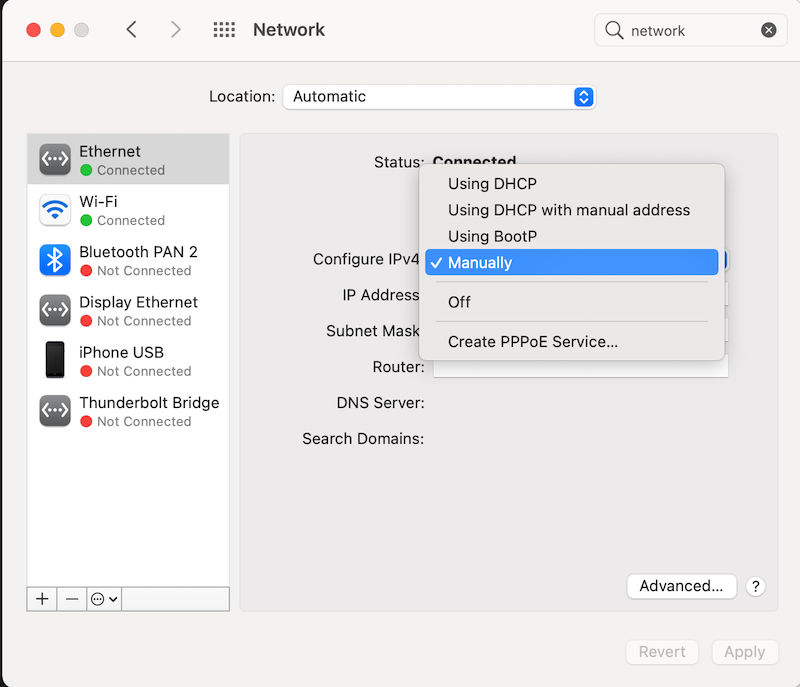 Network
network
Location: Automatic
Ethernet
Connected
Wi-Fi
Connected
Bluetooth PAN 2
Not Connected
Display Ethernet
Not Connected
iPhone USB
Not Connected
Thunderbolt Bridge
Not Connected
Status: Connected
Using DHCP
Using DHCP with manual address
Using BootP
Configure IPv4
Manually
IP Address
Off
Subnet Mask
Create PPPoE Service...
Router:
DNS Server:
Search Domains:
Advanced...
?
Revert
Apply